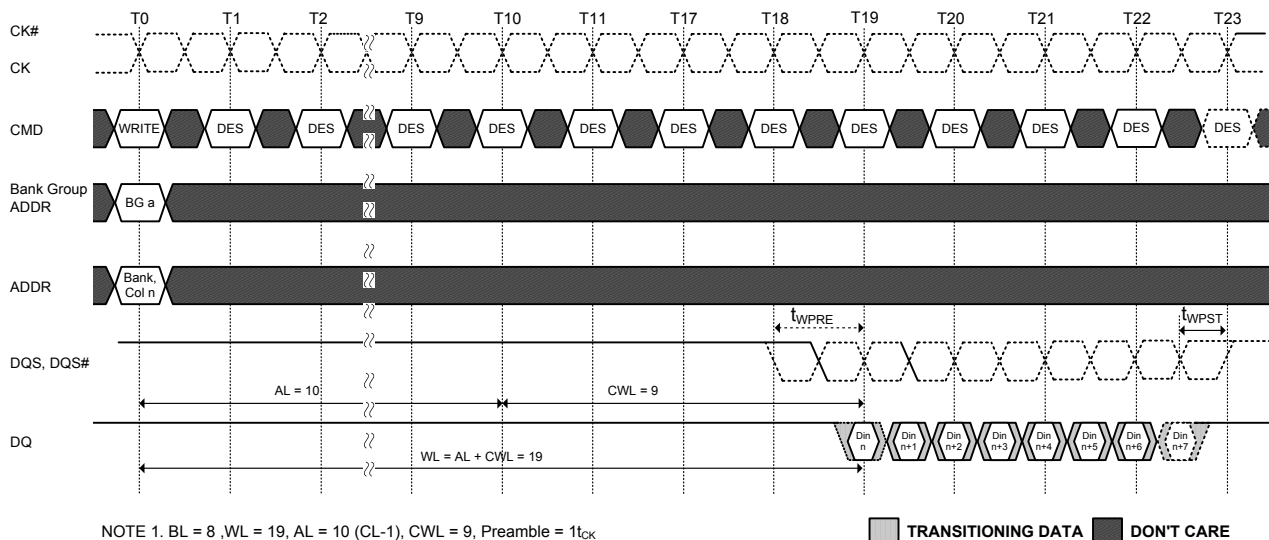 T0 T1 T2 T9 T10 T11 T17 T18 T19 T20 T21 T22 T23
CK#
CK
CMD WRITE DES DES DES DES DES DES DES DES DES DES DES DES
Bank Group
ADDR BG a
ADDR Bank,
Col n
tWPRE tWPST
DQS, DQS#
AL = 10 CWL = 9
DQ Din n Din n+1 Din n+2 Din n+3 Din n+4 Din n+5 Din n+6 Din n+7
WL = AL + CWL = 19
NOTE 1. BL = 8 ,WL = 19, AL = 10 (CL-1), CWL = 9, Preamble = 1tCK
TRANSITIONING DATA DON'T CARE